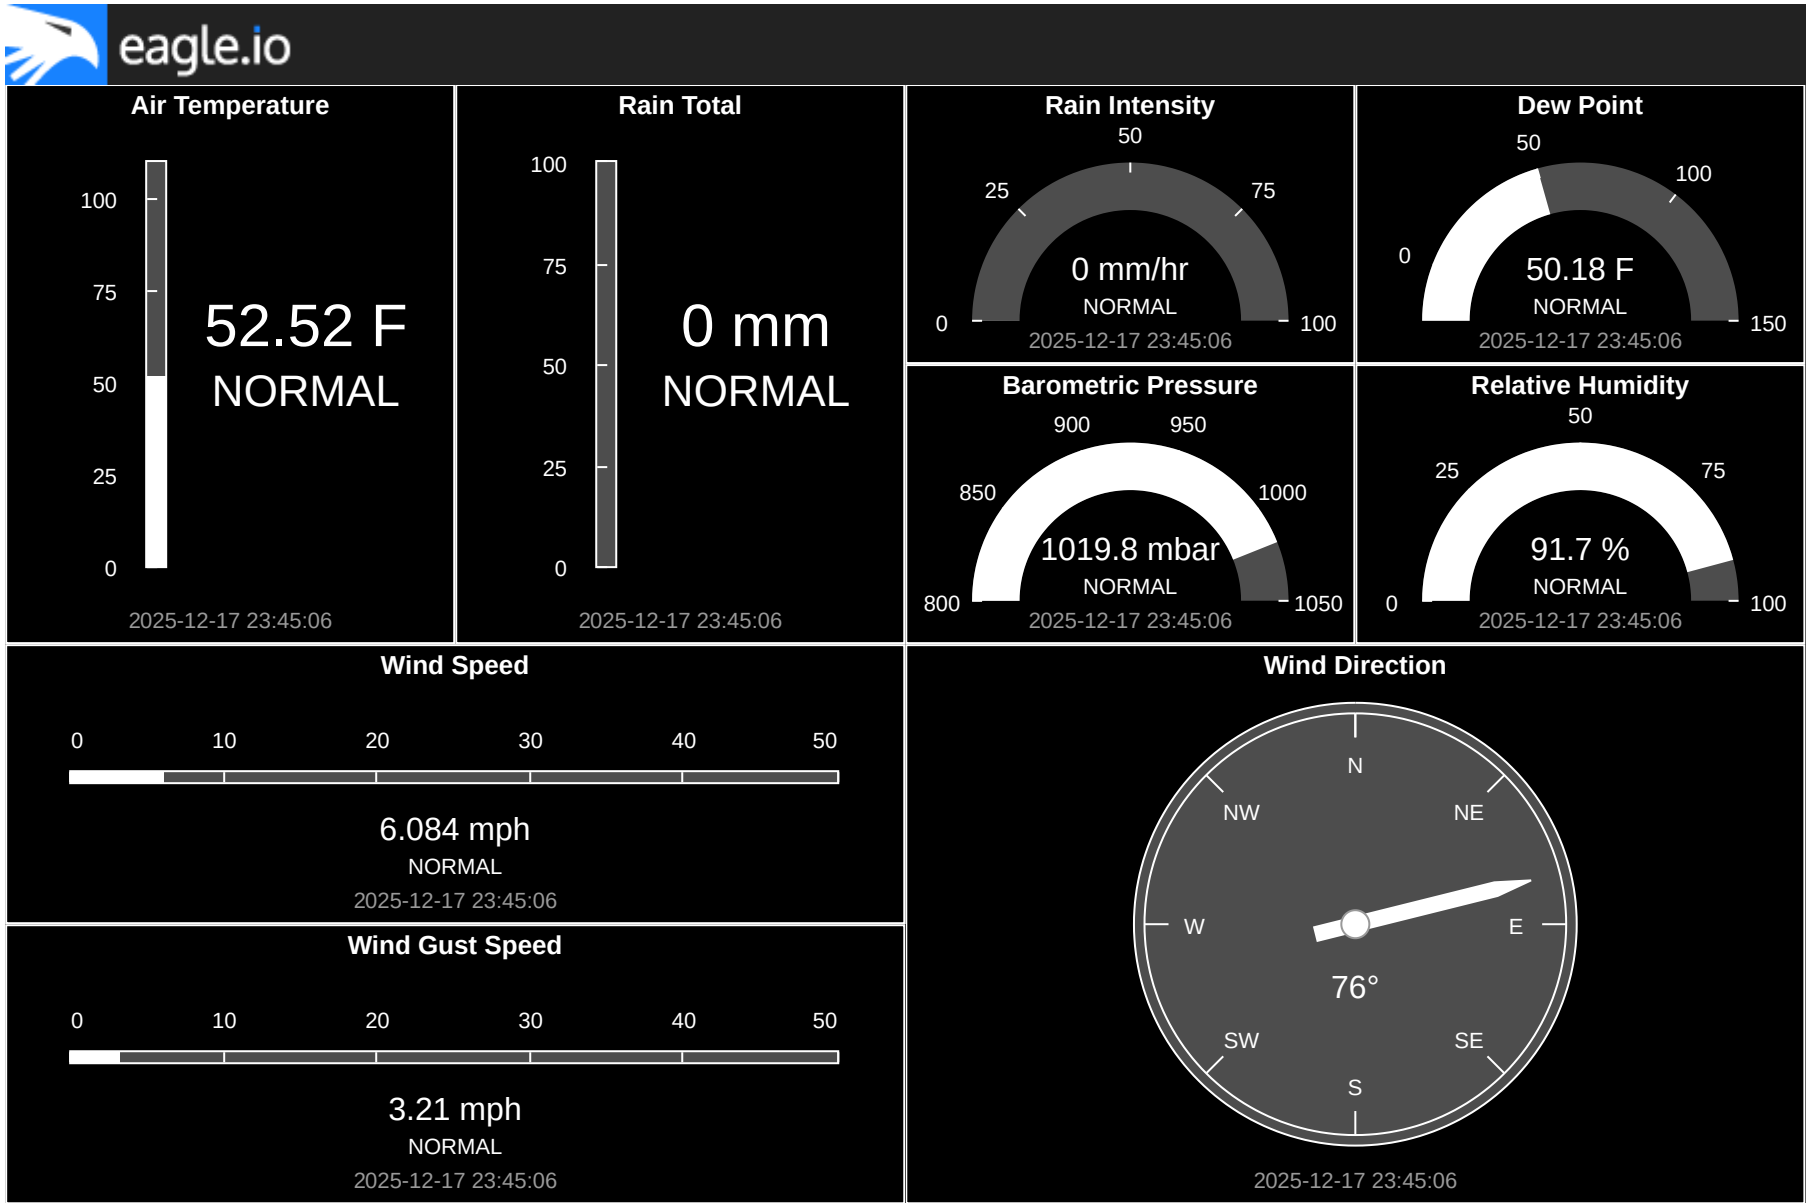 eagle.io
Air Temperature
100
75
50
25
0
52.52 F
NORMAL
2025-12-17 23:45:06
Rain Total
100
75
50
25
0
0 mm
NORMAL
2025-12-17 23:45:06
Rain Intensity
0
25
50
75
100
0 mm/hr
NORMAL
2025-12-17 23:45:06
Dew Point
0
50
100
150
50.18 F
NORMAL
2025-12-17 23:45:06
Barometric Pressure
800
850
900
950
1000
1050
1019.8 mbar
NORMAL
2025-12-17 23:45:06
Relative Humidity
0
25
50
75
100
91.7 %
NORMAL
2025-12-17 23:45:06
Wind Speed
0 10 20 30 40 50
6.084 mph
NORMAL
2025-12-17 23:45:06
Wind Gust Speed
0 10 20 30 40 50
3.21 mph
NORMAL
2025-12-17 23:45:06
Wind Direction
N
NW NE
W E
76°
SW SE
S
2025-12-17 23:45:06